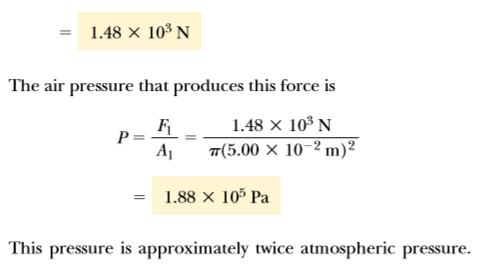 = 1.48 × 10³ N
The air pressure that produces this force is
P = F₁/A₁ = 1.48 × 10³ N / π(5.00 × 10⁻² m)²
= 1.88 × 10⁵ Pa
This pressure is approximately twice atmospheric pressure.